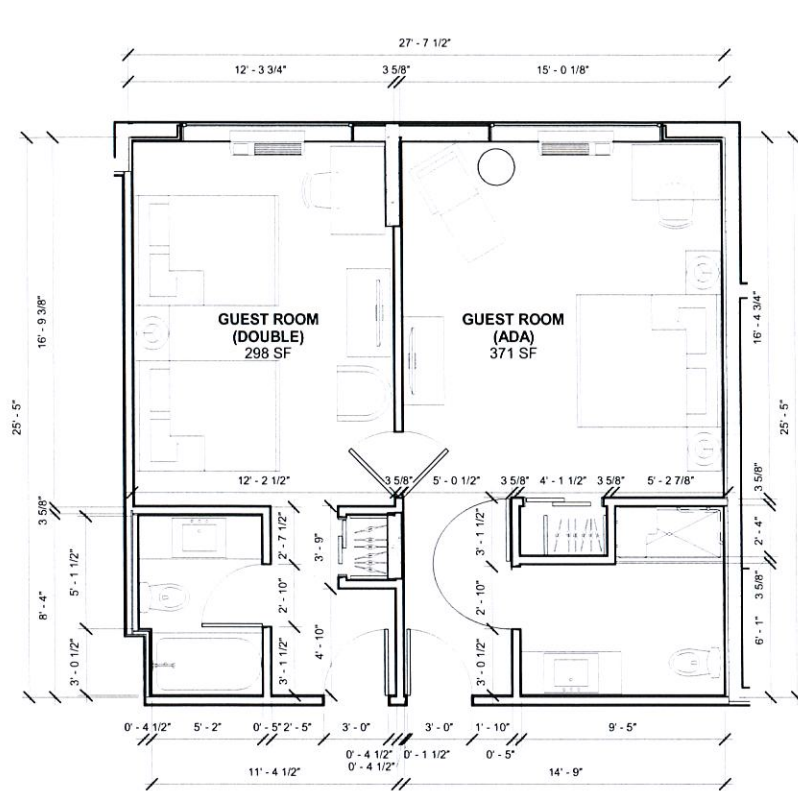 27' - 7 1/2"
12' - 3 3/4"
3 5/8"
15' - 0 1/8"
16' - 9 3/8"
25' - 5"
3 5/8"
8' - 4"
5' - 1 1/2"
3' - 0 1/2"
GUEST ROOM
(DOUBLE)
298 SF
GUEST ROOM
(ADA)
371 SF
16' - 4 3/4"
25' - 5"
3 5/8"
2' - 4"
3 5/8"
6' - 1"
12' - 2 1/2"
3 5/8"
5' - 0 1/2"
3 5/8"
4' - 1 1/2"
3 5/8"
5' - 2 7/8"
2' - 7 1/2"
2' - 10"
3' - 1 1/2"
3' - 9"
4' - 10"
3' - 1 1/2"
2' - 10"
3' - 0 1/2"
0' - 4 1/2"
5' - 2"
0' - 5"
2' - 5"
3' - 0"
3' - 0"
1' - 10"
9' - 5"
0' - 4 1/2"
0' - 1 1/2"
0' - 5"
0' - 4 1/2"
11' - 4 1/2"
14' - 9"